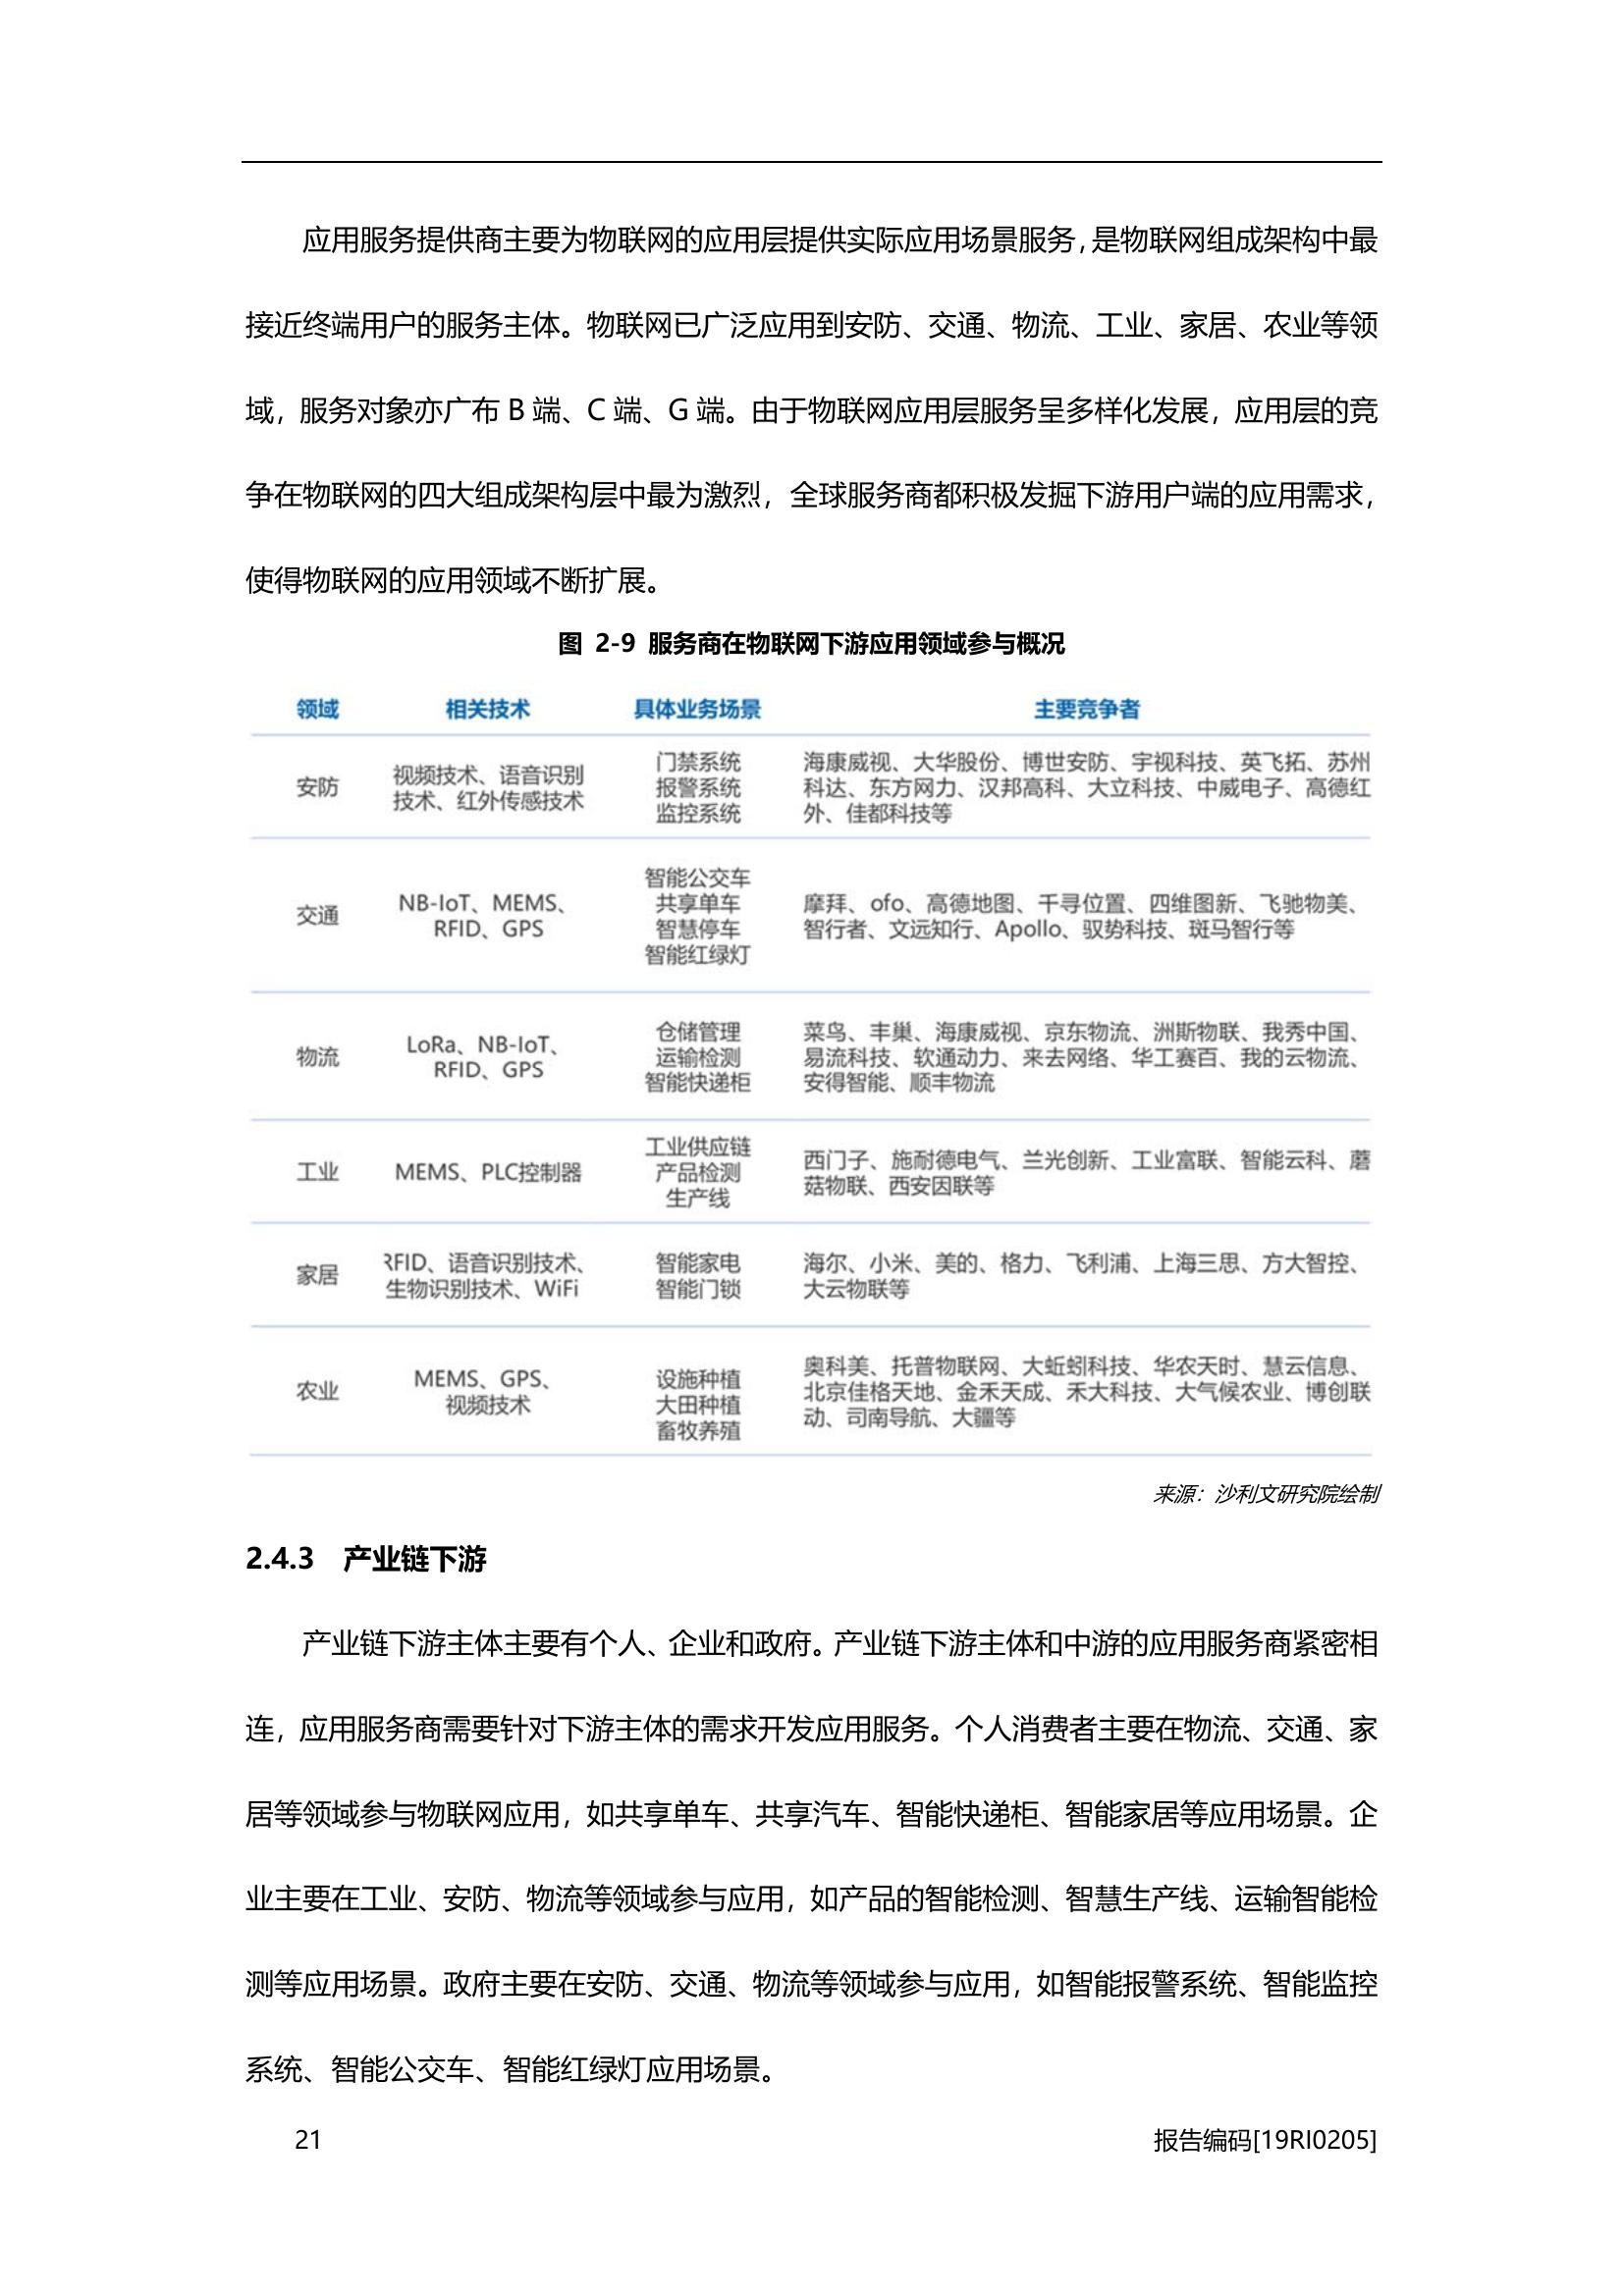 应用服务提供商主要为物联网的应用层提供实际应用场景服务，是物联网组成架构中最
接近终端用户的服务主体。物联网已广泛应用到安防、交通、物流、工业、家居、农业等领
域，服务对象亦广布 B 端、C 端、G 端。由于物联网应用层服务呈多样化发展，应用层的竞
争在物联网的四大组成架构层中最为激烈，全球服务商都积极发掘下游用户端的应用需求，
使得物联网的应用领域不断扩展。
图 2-9 服务商在物联网下游应用领域参与概况
领域 相关技术 具体业务场景 主要竞争者
安防
视频技术、语音识别
技术、红外传感技术
门禁系统
报警系统
监控系统
海康威视、大华股份、博世安防、宇视科技、英飞拓、苏州
科达、东方网力、汉邦高科、大立科技、中威电子、高德红
外、佳都科技等
交通
NB-IoT、MEMS、
RFID、GPS
智能公交车
共享单车
智慧停车
智能红绿灯
摩拜、ofo、高德地图、千寻位置、四维图新、飞驰物美、
智行者、文远知行、Apollo、驭势科技、斑马智行等
物流
LoRa、NB-IoT、
RFID、GPS
仓储管理
运输检测
智能快递柜
菜鸟、丰巢、海康威视、京东物流、洲斯物联、我秀中国、
易流科技、软通动力、来去网络、华工赛百、我的云物流、
安得智能、顺丰物流
工业
MEMS、PLC控制器
工业供应链
产品检测
生产线
西门子、施耐德电气、兰光创新、工业富联、智能云科、蘑
菇物联、西安因联等
家居
RFID、语音识别技术、
生物识别技术、WiFi
智能家电
智能门锁
海尔、小米、美的、格力、飞利浦、上海三思、方大智控、
大云物联等
农业
MEMS、GPS、
视频技术
设施种植
大田种植
畜牧养殖
奥科美、托普物联网、大蚯蚓科技、华农天时、慧云信息、
北京佳格天地、金禾天成、禾大科技、大气候农业、博创联
动、司南导航、大疆等
来源：沙利文研究院绘制
2.4.3 产业链下游
产业链下游主体主要有个人、企业和政府。产业链下游主体和中游的应用服务商紧密相
连，应用服务商需要针对下游主体的需求开发应用服务。个人消费者主要在物流、交通、家
居等领域参与物联网应用，如共享单车、共享汽车、智能快递柜、智能家居等应用场景。企
业主要在工业、安防、物流等领域参与应用，如产品的智能检测、智慧生产线、运输智能检
测等应用场景。政府主要在安防、交通、物流等领域参与应用，如智能报警系统、智能监控
系统、智能公交车、智能红绿灯应用场景。
21 报告编码[19RI0205]